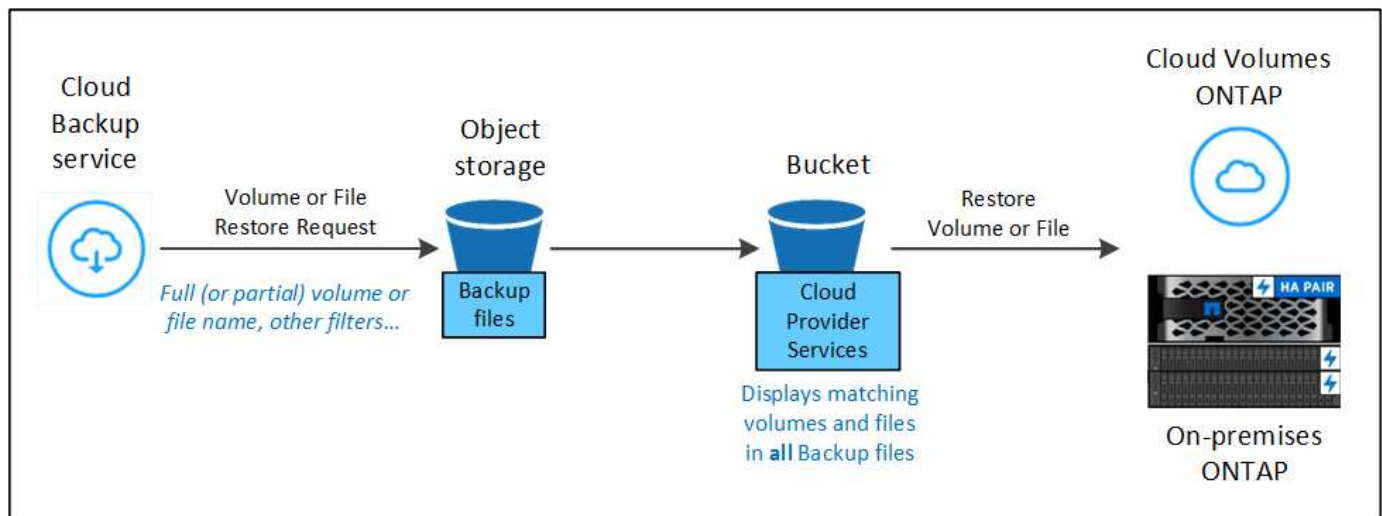 Cloud
Backup
service
Volume or File
Restore Request
Full (or partial) volume or
file name, other filters...
Object
storage
Backup
files
Bucket
Cloud
Provider
Services
Displays matching
volumes and files
in all Backup files
Restore
Volume or File
Cloud Volumes
ONTAP
HA PAIR
On-premises
ONTAP